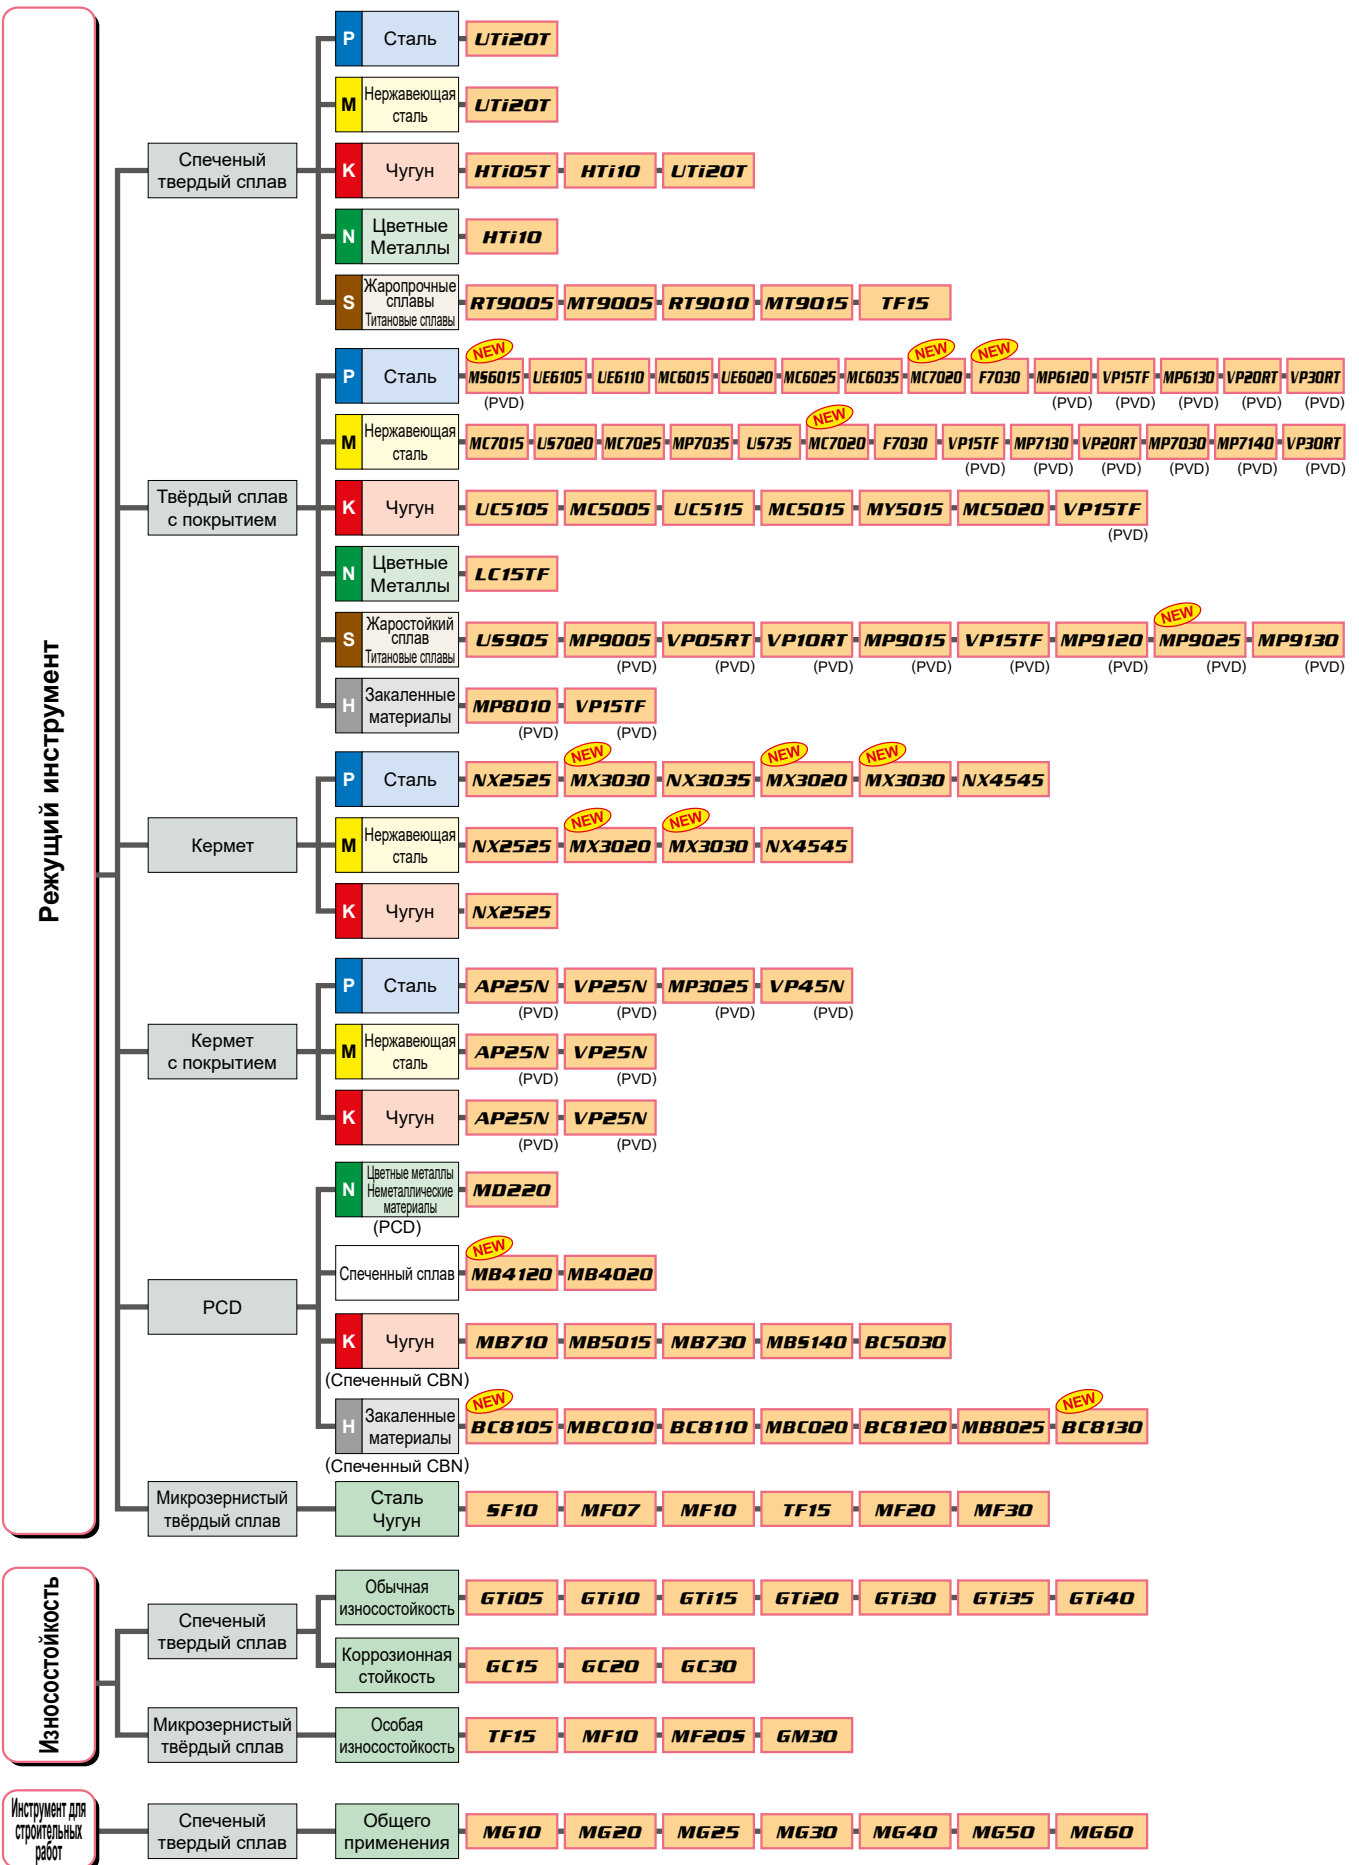 Режущий инструмент
Спеченый
твердый сплав
P Сталь UTi20T
M Нержавеющая
сталь UTi20T
K Чугун HTi05T HTi10 UTi20T
N Цветные
Металлы HTi10
S Жаропрочные
сплавы
Титановые сплавы RT9005 MT9005 RT9010 MT9015 TF15
Твёрдый сплав
с покрытием
NEW NEW NEW
P Сталь MS6015 UE6105 UE6110 MC6015 UE6020 MC6025 MC6035 MC7020 F7030 MP6120 VP15TF MP6130 VP20RT VP30RT
(PVD) (PVD) (PVD) (PVD) (PVD) (PVD)
NEW
M Нержавеющая
сталь MC7015 US7020 MC7025 MP7035 US735 MC7020 F7030 VP15TF MP7130 VP20RT MP7030 MP7140 VP30RT
(PVD) (PVD) (PVD) (PVD) (PVD) (PVD)
K Чугун UC5105 MC5005 UC5115 MC5015 MY5015 MC5020 VP15TF
(PVD)
N Цветные
Металлы LC15TF
NEW
S Жаростойкий
сплав
Титановые сплавы US905 MP9005 VP05RT VP10RT MP9015 VP15TF MP9120 MP9025 MP9130
(PVD) (PVD) (PVD) (PVD) (PVD) (PVD) (PVD) (PVD)
H Закаленные
материалы MP8010 VP15TF
(PVD) (PVD)
Кермет
NEW NEW NEW
P Сталь NX2525 MX3030 NX3035 MX3020 MX3030 NX4545
NEW NEW
M Нержавеющая
сталь NX2525 MX3020 MX3030 NX4545
K Чугун NX2525
Кермет
с покрытием
P Сталь AP25N VP25N MP3025 VP45N
(PVD) (PVD) (PVD) (PVD)
M Нержавеющая
сталь AP25N VP25N
(PVD) (PVD)
K Чугун AP25N VP25N
(PVD) (PVD)
PCD
N Цветные металлы
Неметаллические
материалы MD220
(PCD)
NEW
Спеченный сплав MB4120 MB4020
K Чугун MB710 MB5015 MB730 MBS140 BC5030
(Спеченный CBN)
NEW NEW
H Закаленные
материалы BC8105 MBC010 BC8110 MBC020 BC8120 MB8025 BC8130
(Спеченный CBN)
Микрозернистый
твёрдый сплав
Сталь
Чугун SF10 MF07 MF10 TF15 MF20 MF30
Износостойкость
Спеченый
твердый сплав
Обычная
износостойкость GTi05 GTi10 GTi15 GTi20 GTi30 GTi35 GTi40
Коррозионная
стойкость GC15 GC20 GC30
Микрозернистый
твёрдый сплав
Особая
износостойкость TF15 MF10 MF20S GM30
Инструмент для
строительных
работ
Спеченый
твердый сплав
Общего
применения MG10 MG20 MG25 MG30 MG40 MG50 MG60